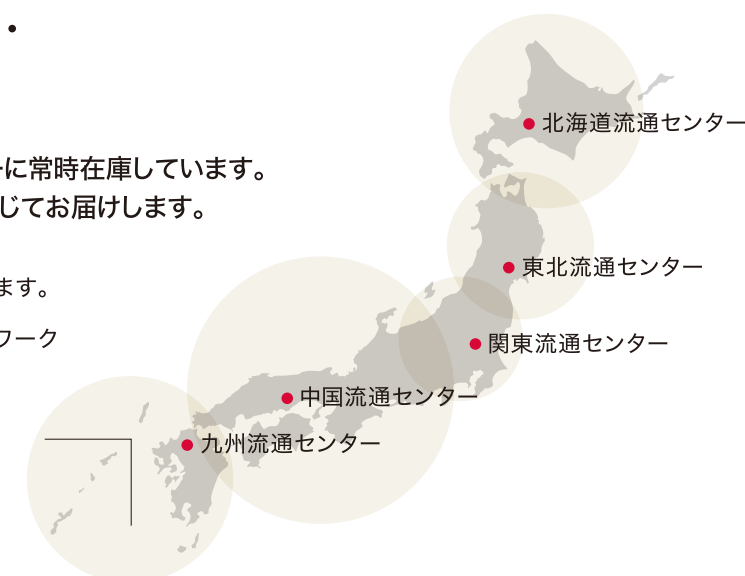 に常時在庫しています。
じてお届けします。
ます。
ワーク
北海道流通センター
東北流通センター
関東流通センター
中国流通センター
九州流通センター